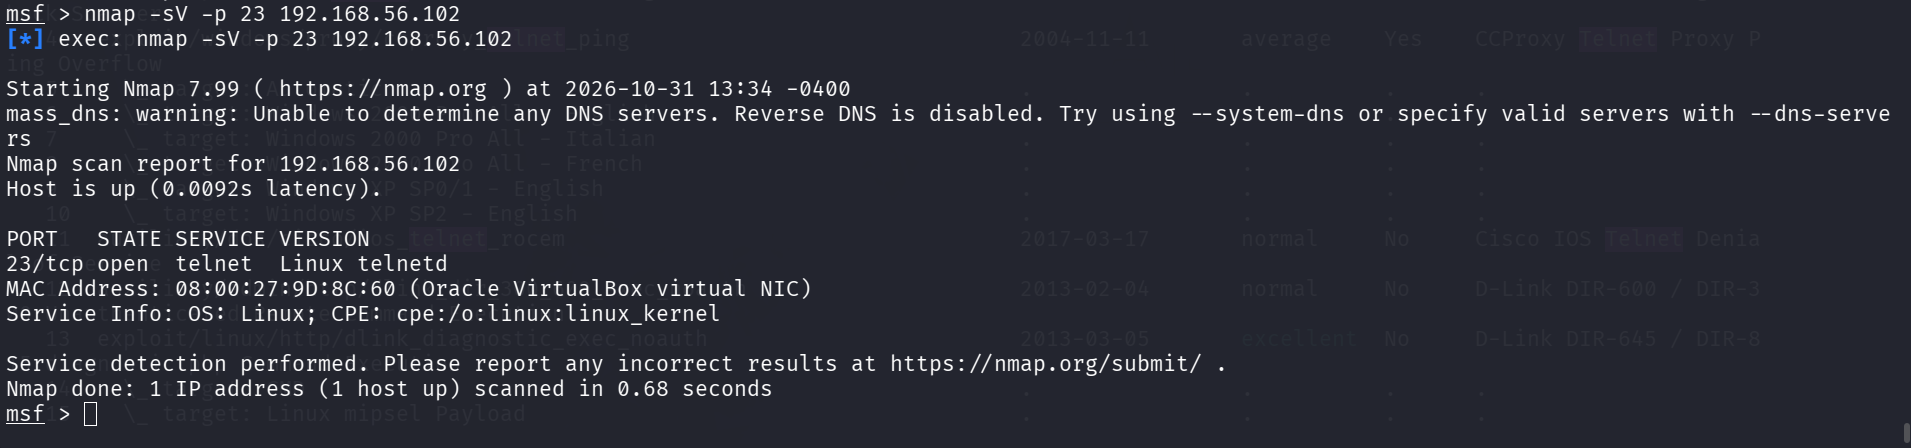 msf > nmap -sV -p 23 192.168.56.102
[*] exec: nmap -sV -p 23 192.168.56.102
Starting Nmap 7.99 ( https://nmap.org ) at 2026-10-31 13:34 -0400
mass_dns: warning: Unable to determine any DNS servers. Reverse DNS is disabled. Try using --system-dns or specify valid servers with --dns-serve
rs
Nmap scan report for 192.168.56.102
Host is up (0.0092s latency).
PORT   STATE SERVICE VERSION
23/tcp open  telnet  Linux telnetd
MAC Address: 08:00:27:9D:8C:60 (Oracle VirtualBox virtual NIC)
Service Info: OS: Linux; CPE: cpe:/o:linux:linux_kernel
Service detection performed. Please report any incorrect results at https://nmap.org/submit/ .
Nmap done: 1 IP address (1 host up) scanned in 0.68 seconds
msf >